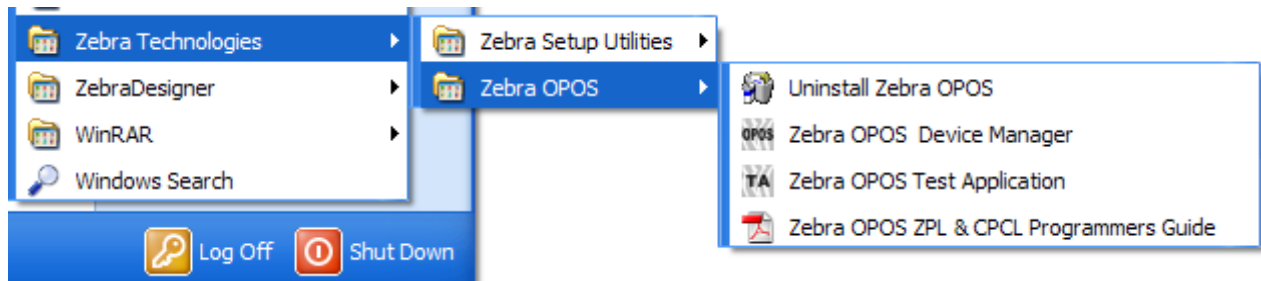 Zebra Technologies
ZebraDesigner
WinRAR
Windows Search
Log Off
Shut Down
Zebra Setup Utilities
Zebra OPOS
Uninstall Zebra OPOS
OPOS Zebra OPOS  Device Manager
TA Zebra OPOS Test Application
Zebra OPOS ZPL & CPCL Programmers Guide